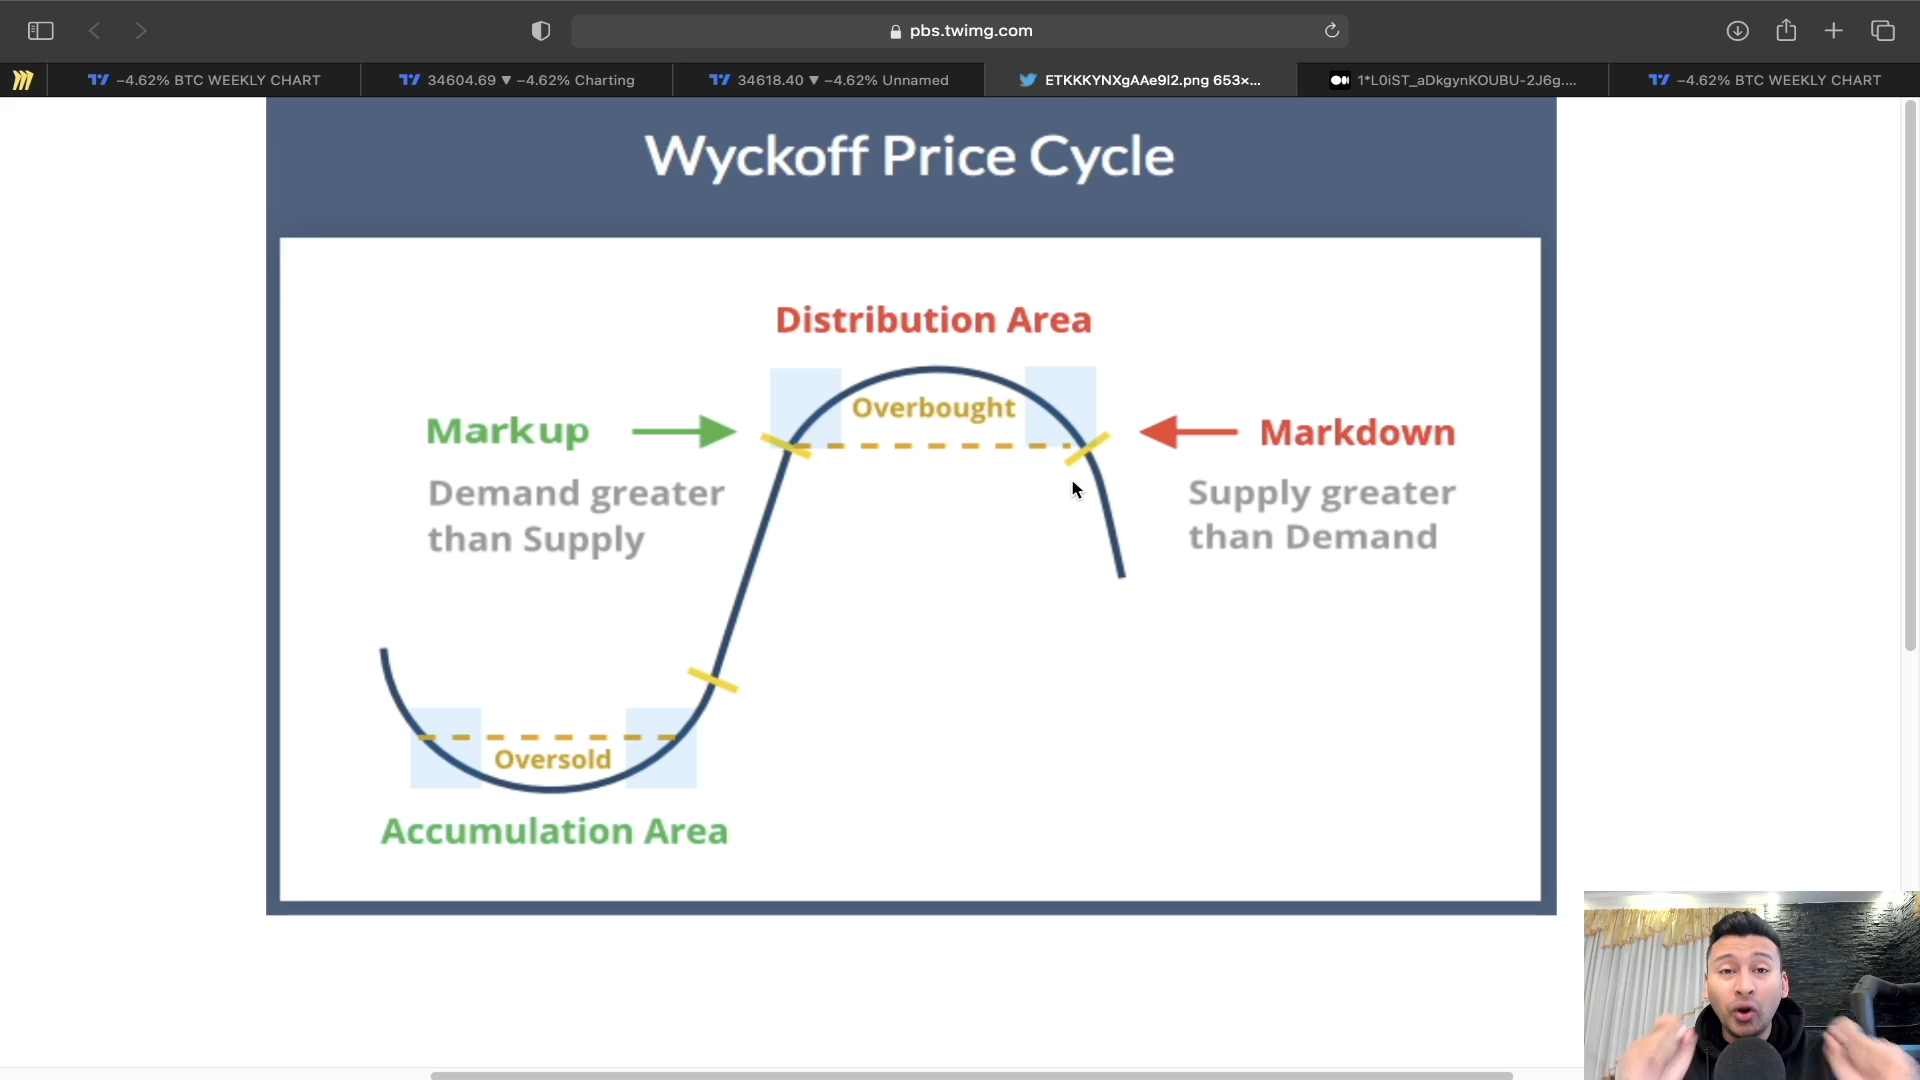 pbs.twimg.com
−4.62% BTC WEEKLY CHART
34604.69 ▼ −4.62% Charting
34618.40 ▼ −4.62% Unnamed
ETKKKYNXgAAe9l2.png 653×...
1*L0iST_aDkgynKOUBU-2J6g....
−4.62% BTC WEEKLY CHART
Wyckoff Price Cycle
Distribution Area
Overbought
Markup
Demand greater
than Supply
Markdown
Supply greater
than Demand
Oversold
Accumulation Area